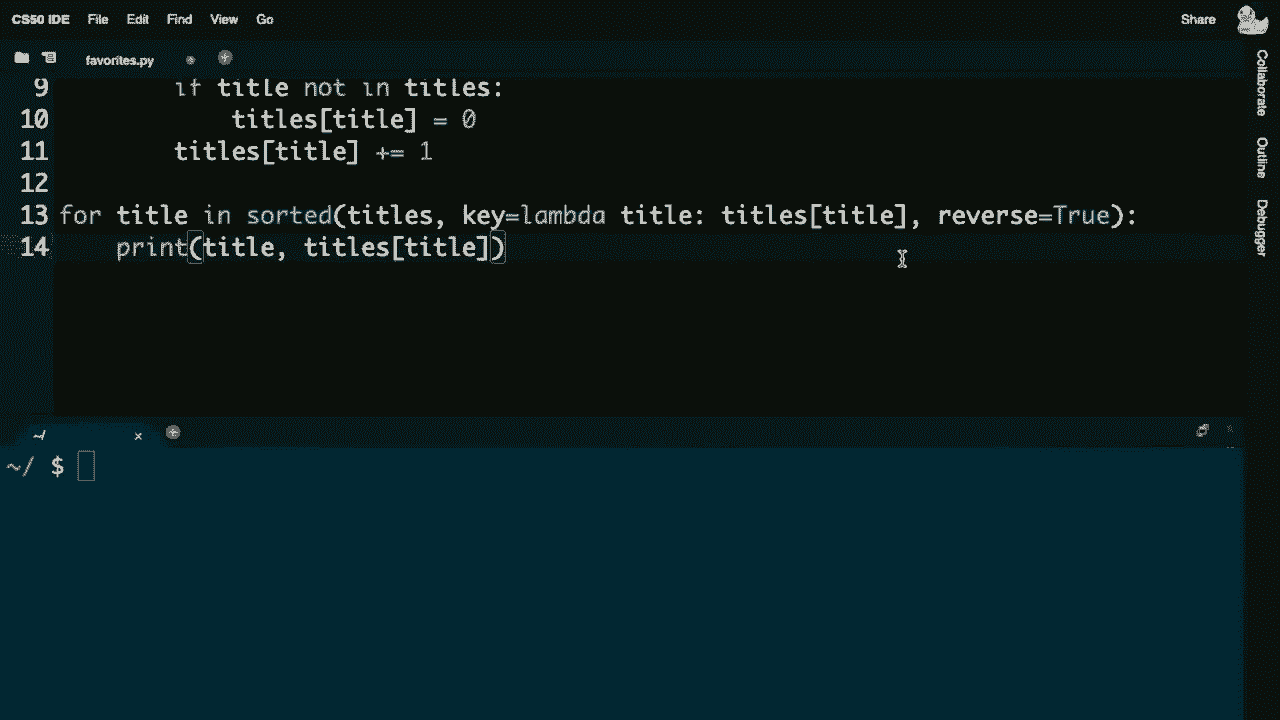 CS50 IDE File Edit Find View Go Share
favorites.py
Collaborate
Outline
Debugger
9 if title not in titles:
10 titles[title] = 0
11 titles[title] += 1
12
13 for title in sorted(titles, key=lambda title: titles[title], reverse=True):
14 print(title, titles[title])
~/
~/ $